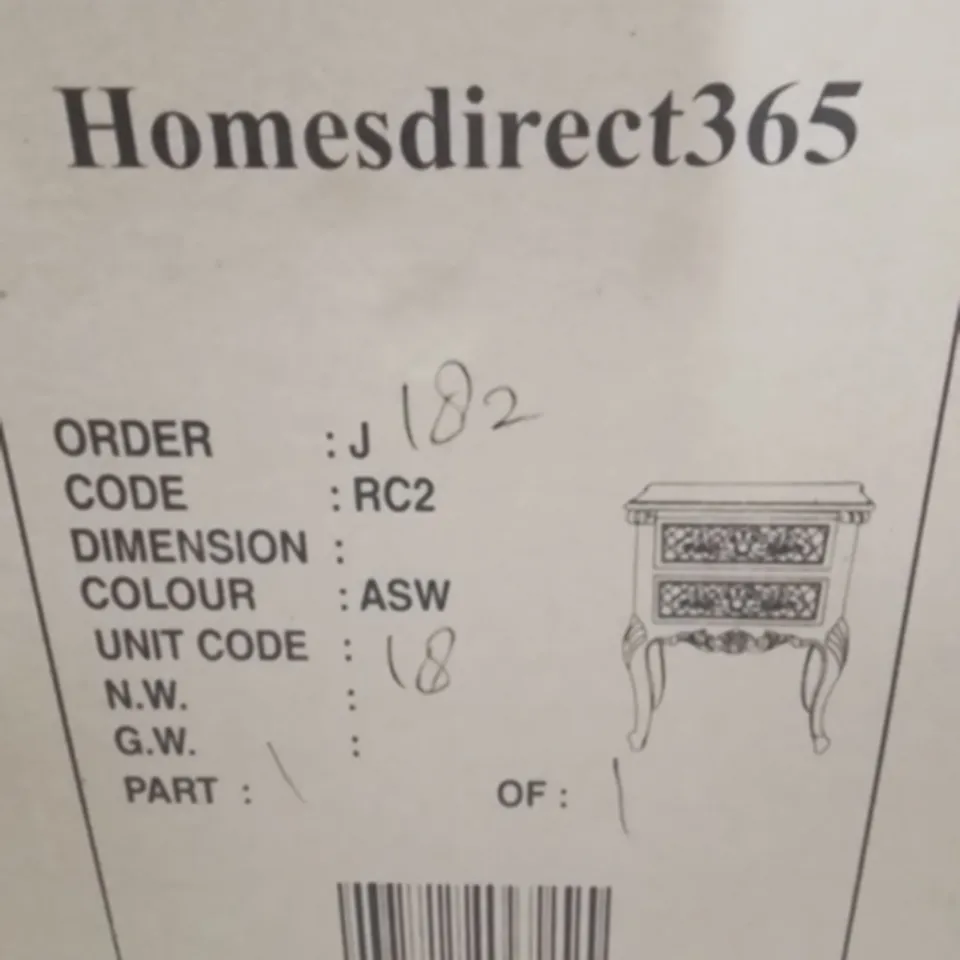 Homesdirect365
ORDER : J 182
CODE : RC2
DIMENSION :
COLOUR : ASW
UNIT CODE : 18
N.W. :
G.W. :
PART : 1 OF : 1